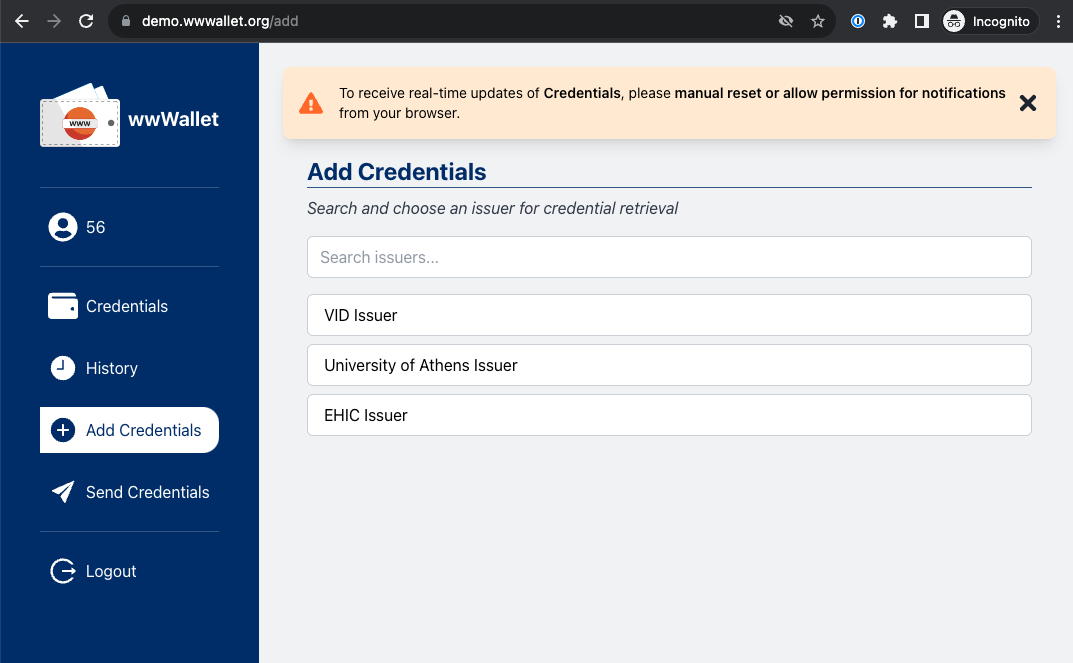 demo.wwwallet.org/add
Incognito
www
wwWallet
56
Credentials
History
Add Credentials
Send Credentials
Logout
To receive real-time updates of Credentials, please manual reset or allow permission for notifications
from your browser.
Add Credentials
Search and choose an issuer for credential retrieval
Search issuers...
VID Issuer
University of Athens Issuer
EHIC Issuer